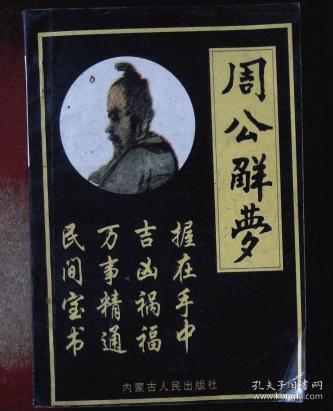 周公解夢
握在手中
吉凶祸福
万事精通
民间宝书
内蒙古人民出版社
孔夫子旧书网